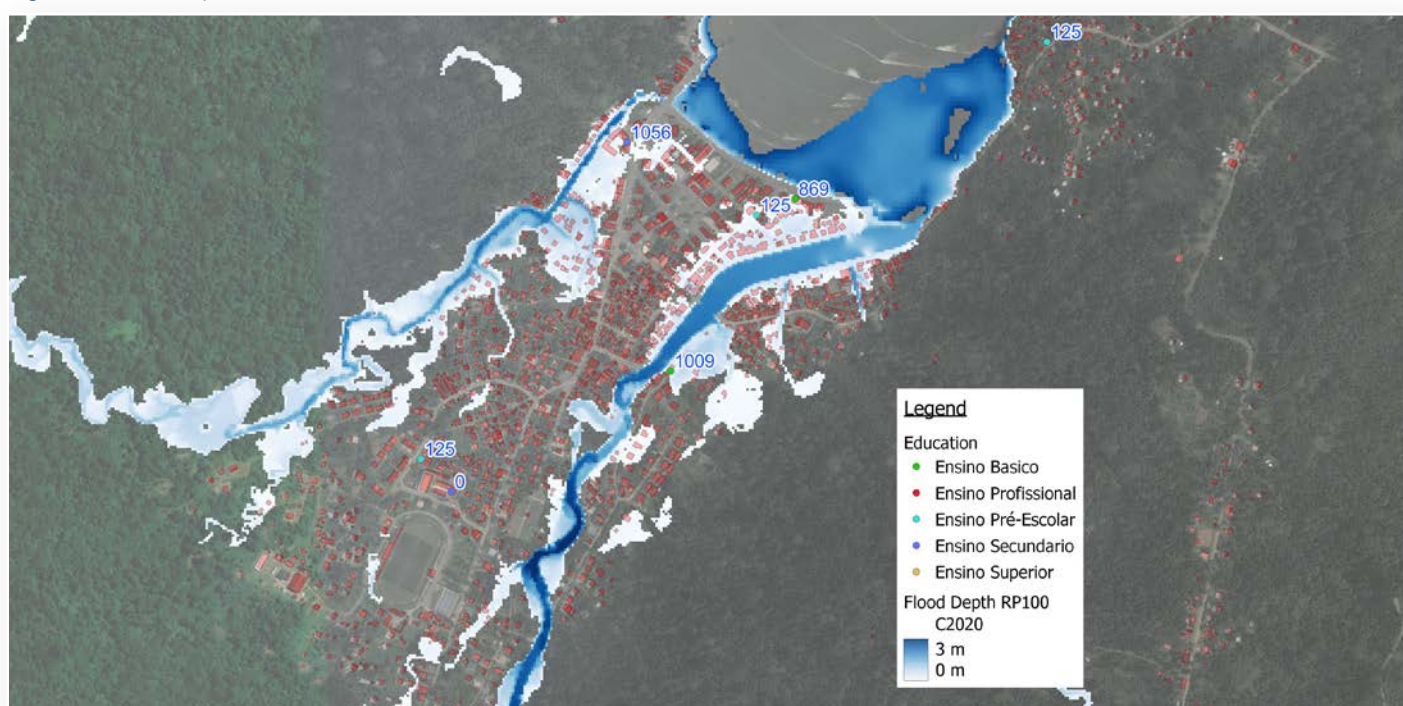 125
1056
869
125
1009
125
0
Legend
Education
Ensino Basico
Ensino Profissional
Ensino Pré-Escolar
Ensino Secundario
Ensino Superior
Flood Depth RP100
C2020
3 m
0 m